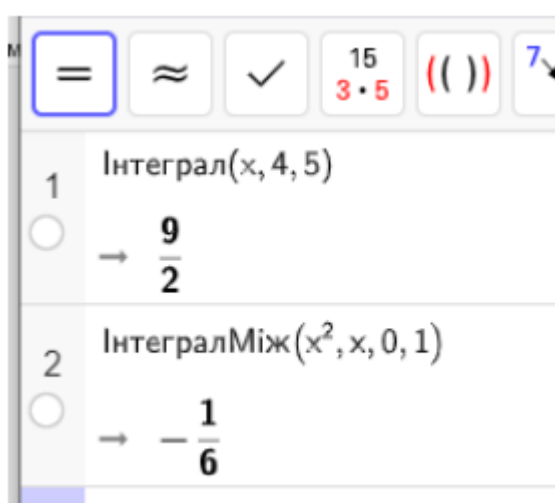 м
= ≈ ✓ 15 3 · 5 (( )) 7
1 Інтеграл(x, 4, 5)
→ 9/2
2 ІнтегралМіж(x², x, 0, 1)
→ − 1/6